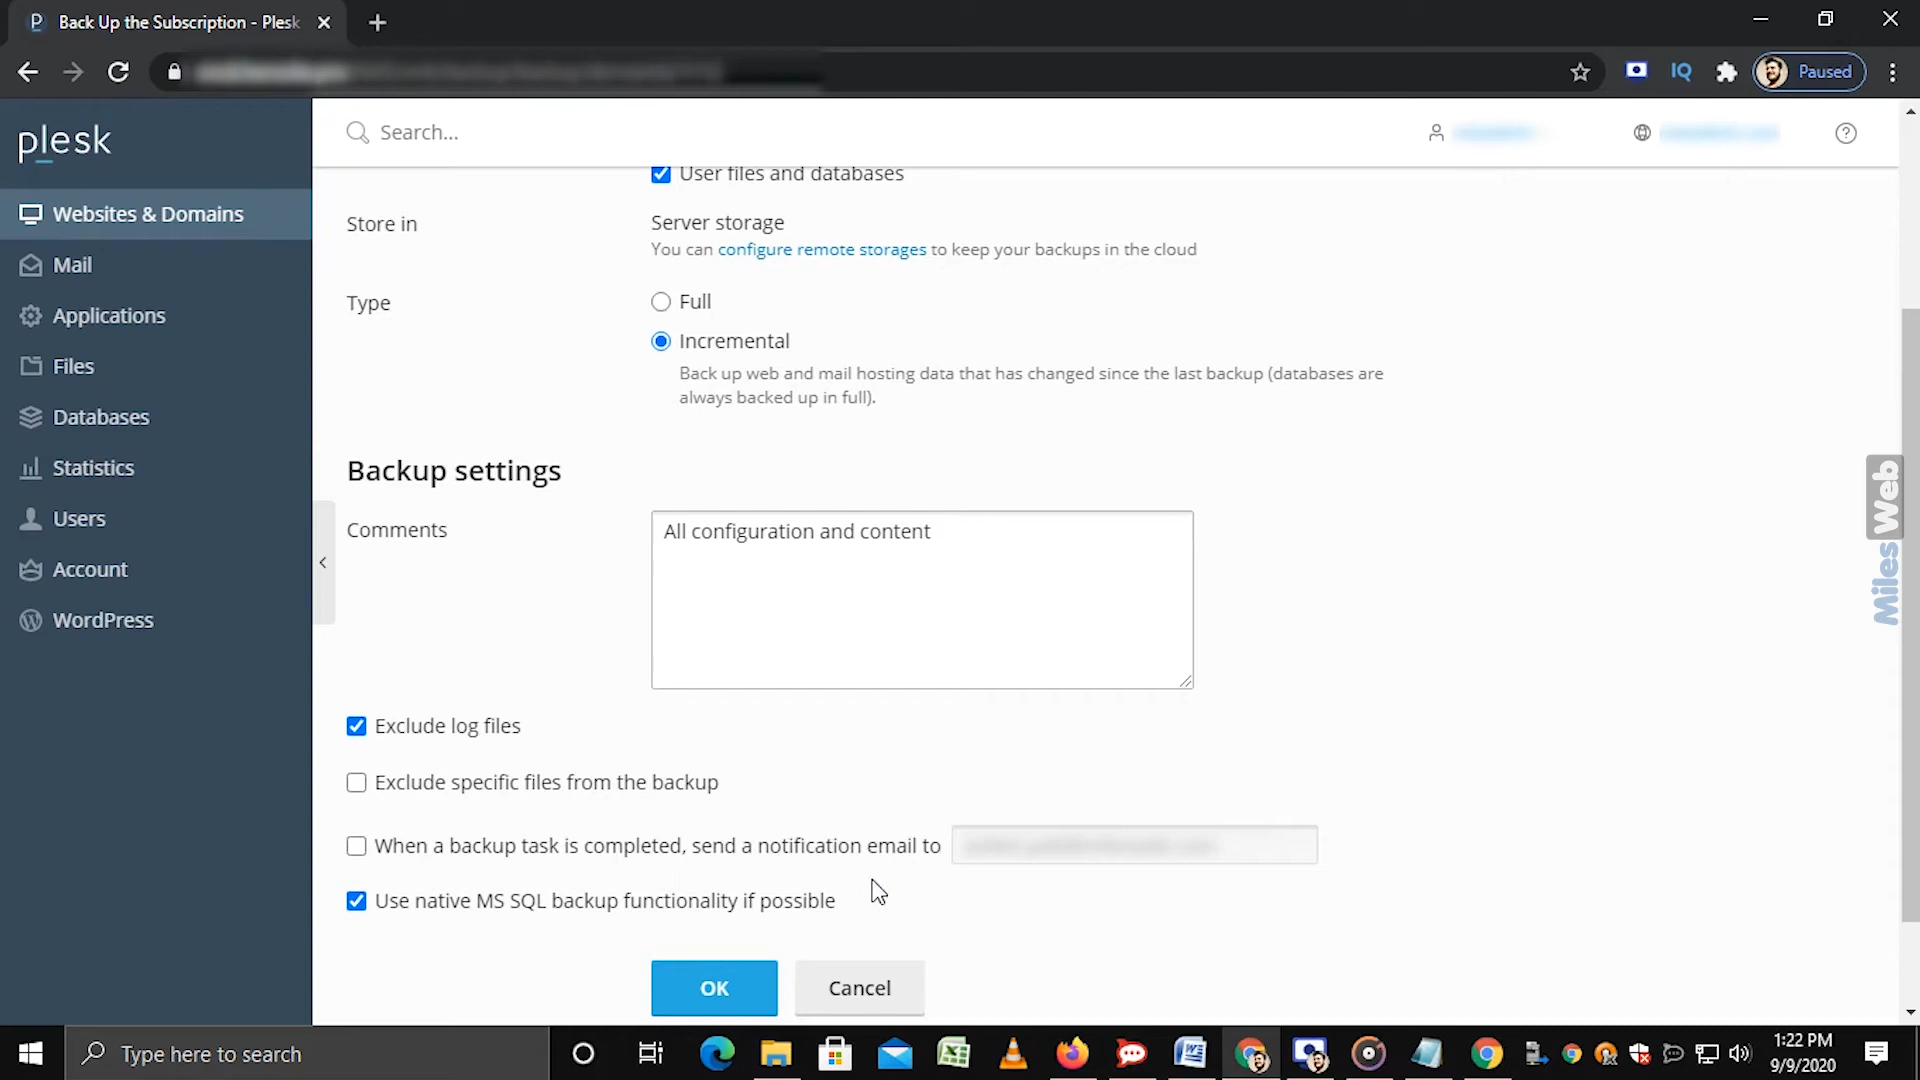 Back Up the Subscription - Plesk
IQ
Paused
plesk
Search...
Websites & Domains
Mail
Applications
Files
Databases
Statistics
Users
Account
WordPress
User files and databases
Store in
Server storage
You can configure remote storages to keep your backups in the cloud
Type
Full
Incremental
Back up web and mail hosting data that has changed since the last backup (databases are
always backed up in full).
Backup settings
Comments
All configuration and content
Exclude log files
Exclude specific files from the backup
When a backup task is completed, send a notification email to
Use native MS SQL backup functionality if possible
OK
Cancel
MilesWeb
Type here to search
1:22 PM
9/9/2020